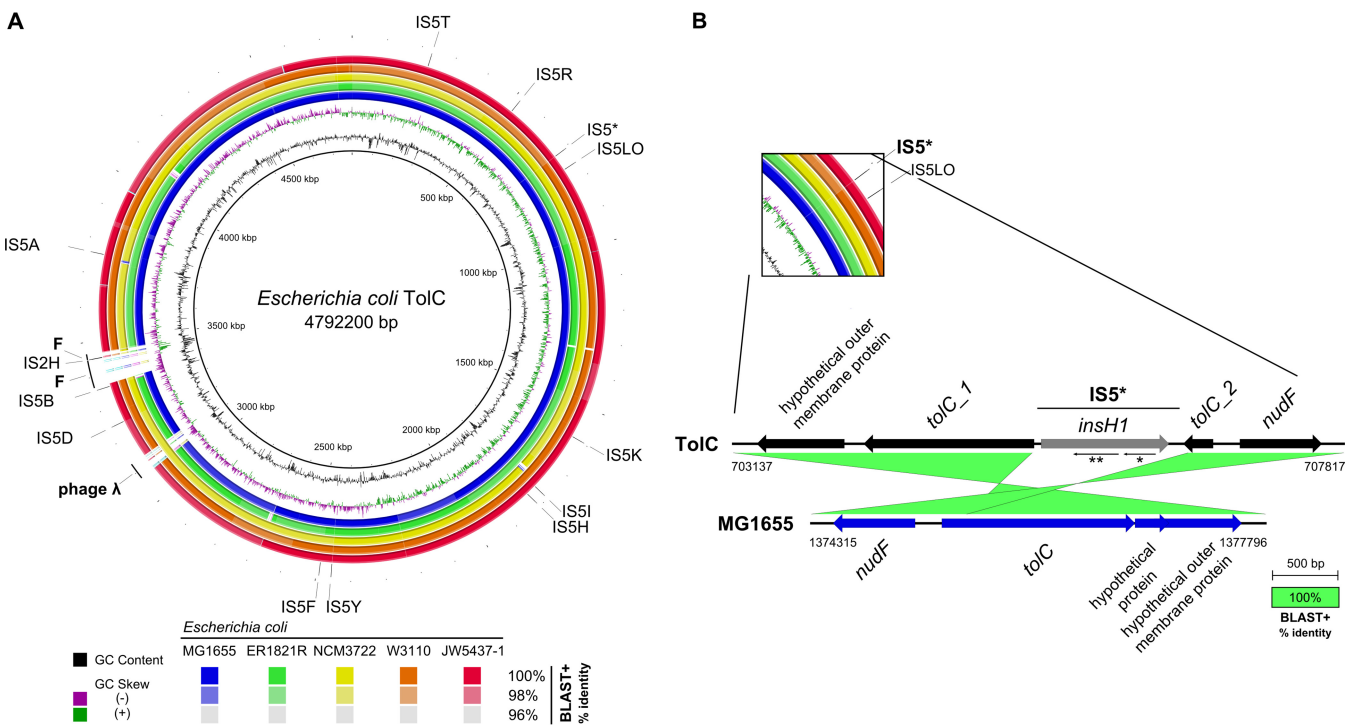 A
IS5T
IS5R
IS5*
IS5LO
IS5A
F
IS2H
F
IS5B
IS5D
phage λ
IS5K
IS5I
IS5H
IS5F
IS5Y
4500 kbp
500 kbp
4000 kbp
1000 kbp
3500 kbp
1500 kbp
3000 kbp
2000 kbp
2500 kbp
Escherichia coli TolC
4792200 bp
Escherichia coli
MG1655 ER1821R NCM3722 W3110 JW5437-1
GC Content
GC Skew
(-)
(+)
100%
98%
96%
BLAST+
% identity
B
IS5*
IS5LO
hypothetical outer
membrane protein
tolC_1
IS5*
insH1
tolC_2
nudF
TolC
** *
703137
707817
MG1655
1374315
1377796
nudF
tolC
hypothetical
protein
hypothetical outer
membrane protein
500 bp
100%
BLAST+
% identity